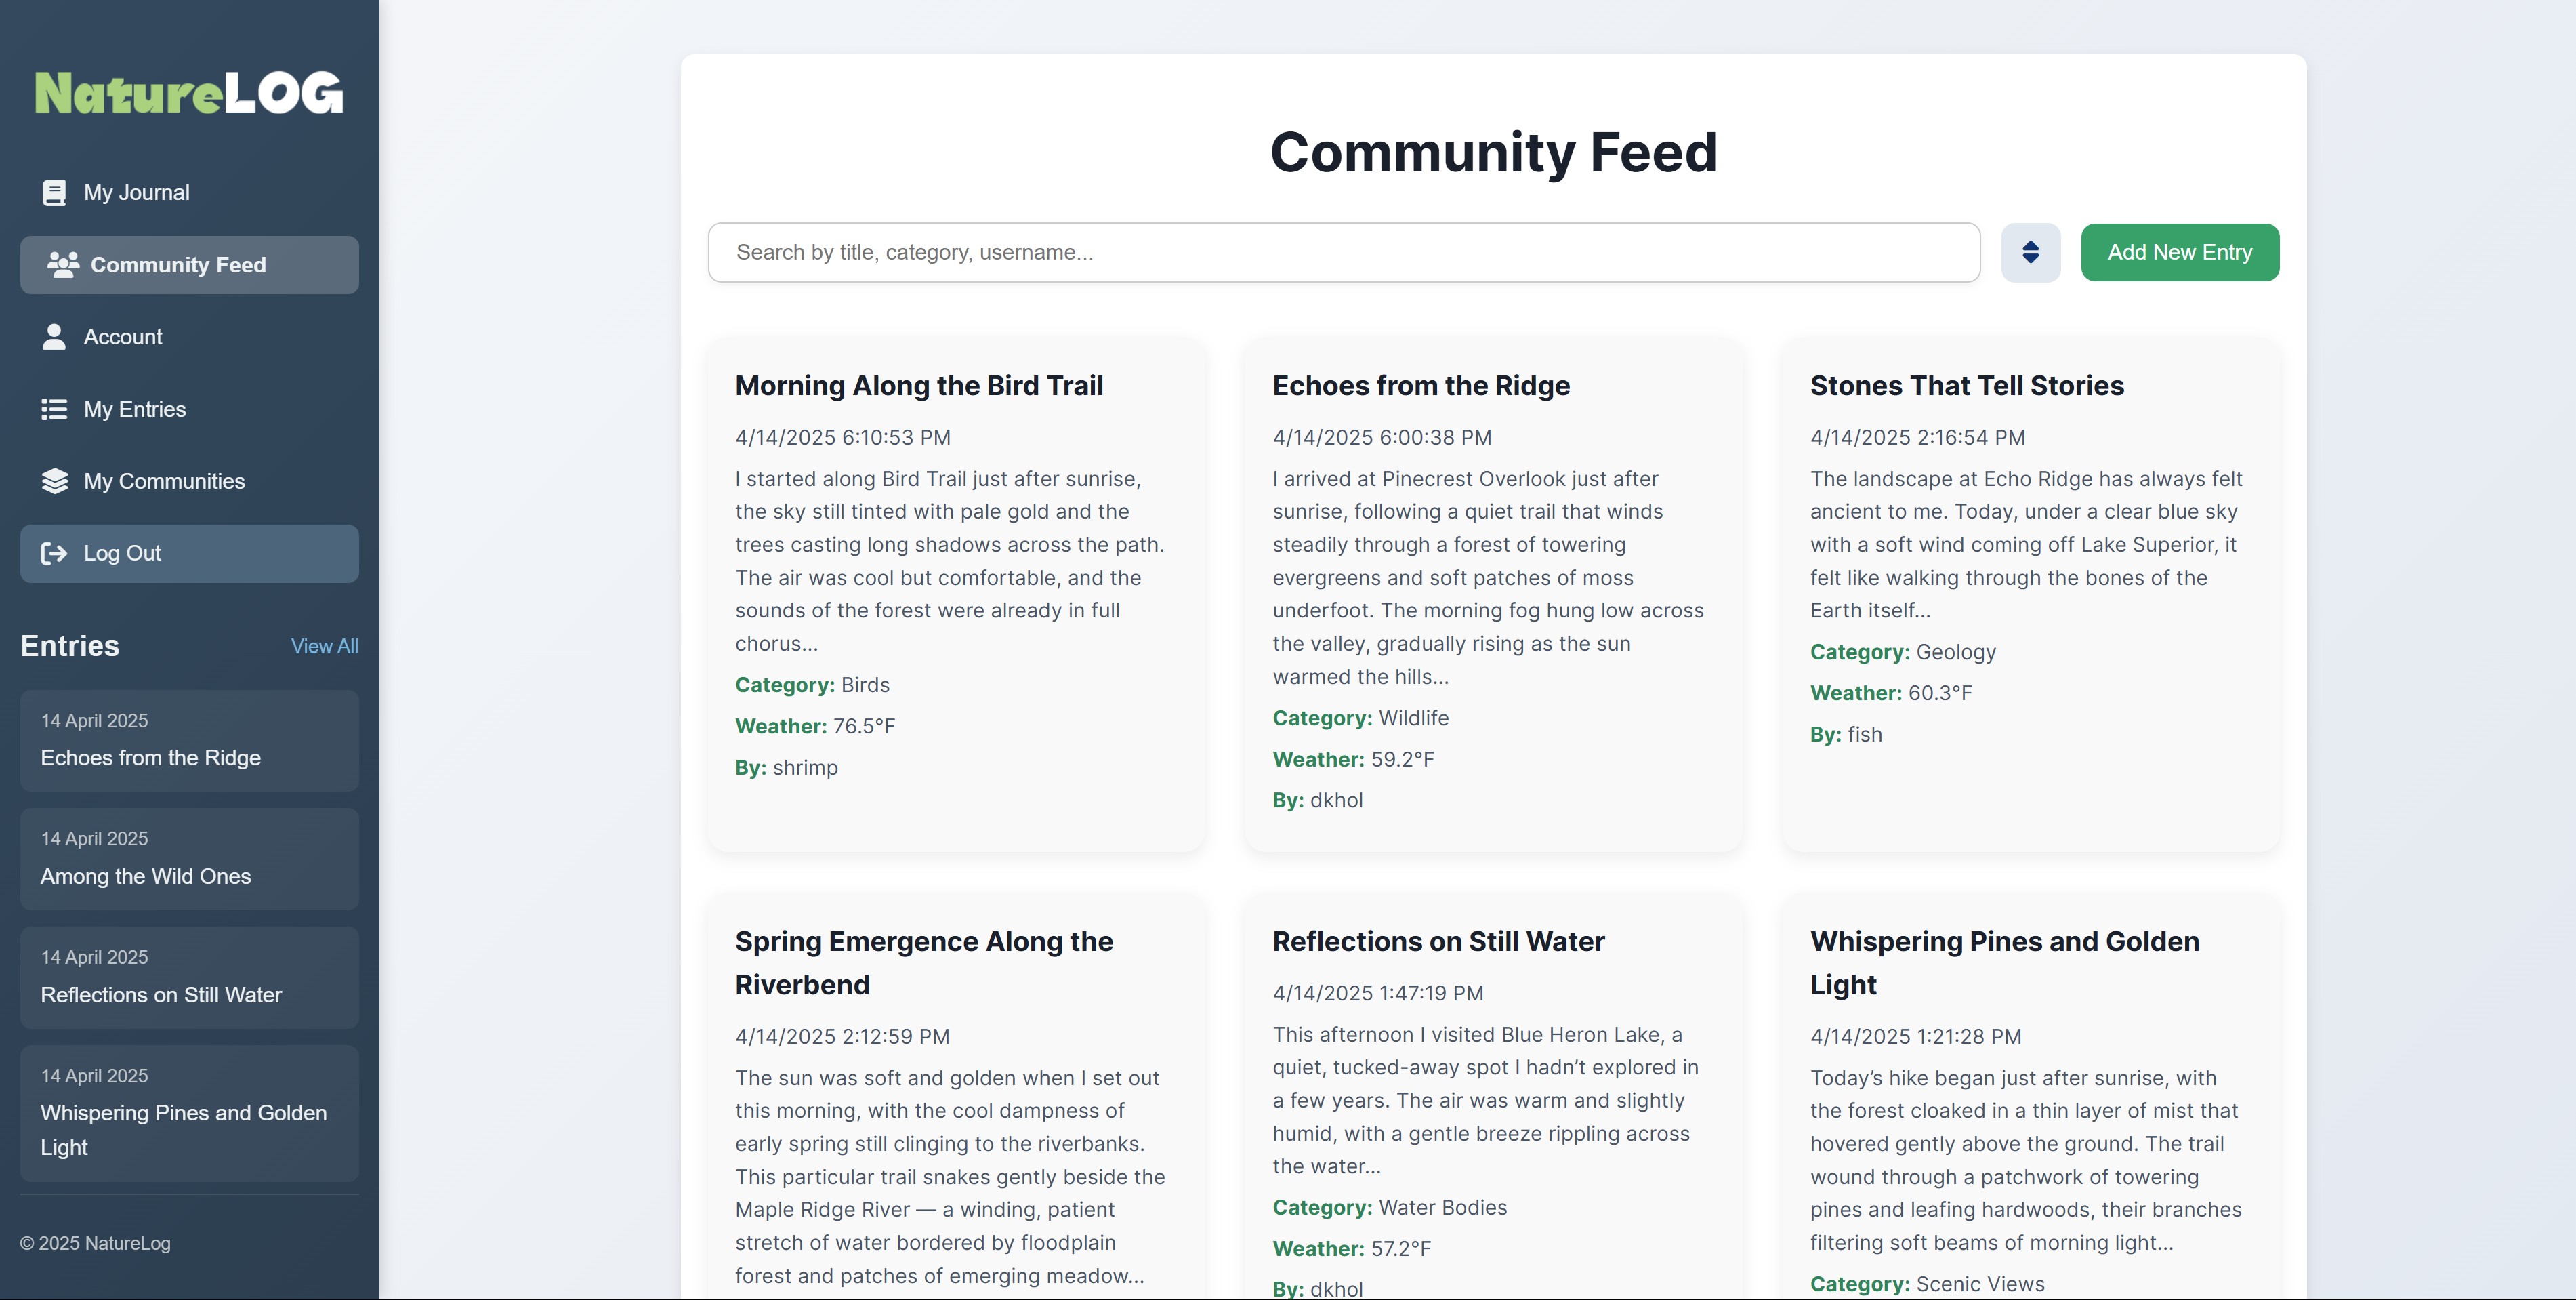 NatureLOG
My Journal
Community Feed
Account
My Entries
My Communities
Log Out
Entries
View All
14 April 2025
Echoes from the Ridge
14 April 2025
Among the Wild Ones
14 April 2025
Reflections on Still Water
14 April 2025
Whispering Pines and Golden
Light
© 2025 NatureLog
Community Feed
Search by title, category, username...
Add New Entry
Morning Along the Bird Trail
4/14/2025 6:10:53 PM
I started along Bird Trail just after sunrise,
the sky still tinted with pale gold and the
trees casting long shadows across the path.
The air was cool but comfortable, and the
sounds of the forest were already in full
chorus...
Category: Birds
Weather: 76.5°F
By: shrimp
Echoes from the Ridge
4/14/2025 6:00:38 PM
I arrived at Pinecrest Overlook just after
sunrise, following a quiet trail that winds
steadily through a forest of towering
evergreens and soft patches of moss
underfoot. The morning fog hung low across
the valley, gradually rising as the sun
warmed the hills...
Category: Wildlife
Weather: 59.2°F
By: dkhol
Stones That Tell Stories
4/14/2025 2:16:54 PM
The landscape at Echo Ridge has always felt
ancient to me. Today, under a clear blue sky
with a soft wind coming off Lake Superior, it
felt like walking through the bones of the
Earth itself...
Category: Geology
Weather: 60.3°F
By: fish
Spring Emergence Along the
Riverbend
4/14/2025 2:12:59 PM
The sun was soft and golden when I set out
this morning, with the cool dampness of
early spring still clinging to the riverbanks.
This particular trail snakes gently beside the
Maple Ridge River — a winding, patient
stretch of water bordered by floodplain
forest and patches of emerging meadow...
Reflections on Still Water
4/14/2025 1:47:19 PM
This afternoon I visited Blue Heron Lake, a
quiet, tucked-away spot I hadn’t explored in
a few years. The air was warm and slightly
humid, with a gentle breeze rippling across
the water...
Category: Water Bodies
Weather: 57.2°F
By: dkhol
Whispering Pines and Golden
Light
4/14/2025 1:21:28 PM
Today’s hike began just after sunrise, with
the forest cloaked in a thin layer of mist that
hovered gently above the ground. The trail
wound through a patchwork of towering
pines and leafing hardwoods, their branches
filtering soft beams of morning light...
Category: Scenic Views